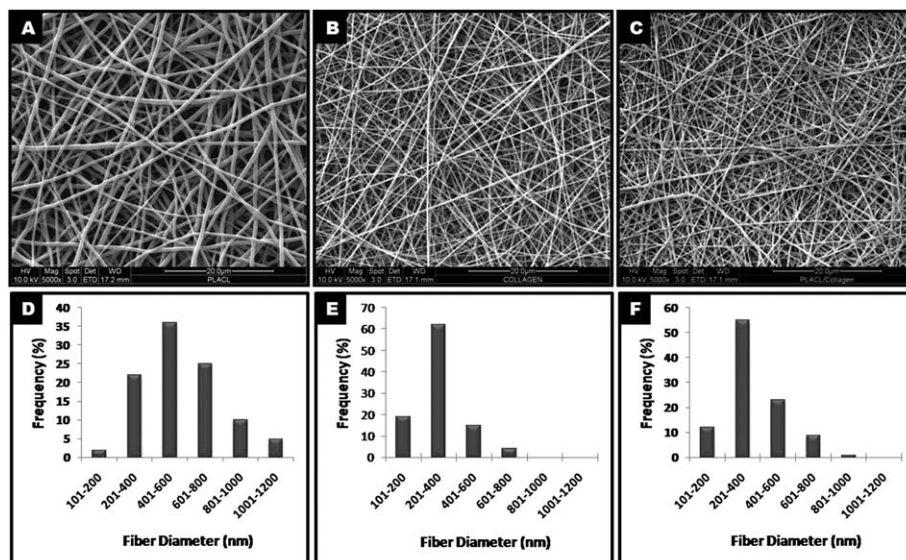 A
HV Mag Spot Det WD 20.0µm
10.0 kV 5000x 3.0 ETD 17.2 mm PLACL
B
HV Mag Spot Det WD 20.0µm
10.0 kV 5000x 3.0 ETD 17.1 mm COLLAGEN
C
HV Mag Spot Det WD 20.0µm
10.0 kV 5000x 3.0 ETD 17.1 mm PLACL/Collagen
D
Frequency (%)
40
35
30
25
20
15
10
5
0
101-200 201-400 401-600 601-800 801-1000 1001-1200
Fiber Diameter (nm)
E
Frequency (%)
70
60
50
40
30
20
10
0
101-200 201-400 401-600 601-800 801-1000 1001-1200
Fiber Diameter (nm)
F
Frequency (%)
60
50
40
30
20
10
0
101-200 201-400 401-600 601-800 801-1000 1001-1200
Fiber Diameter (nm)